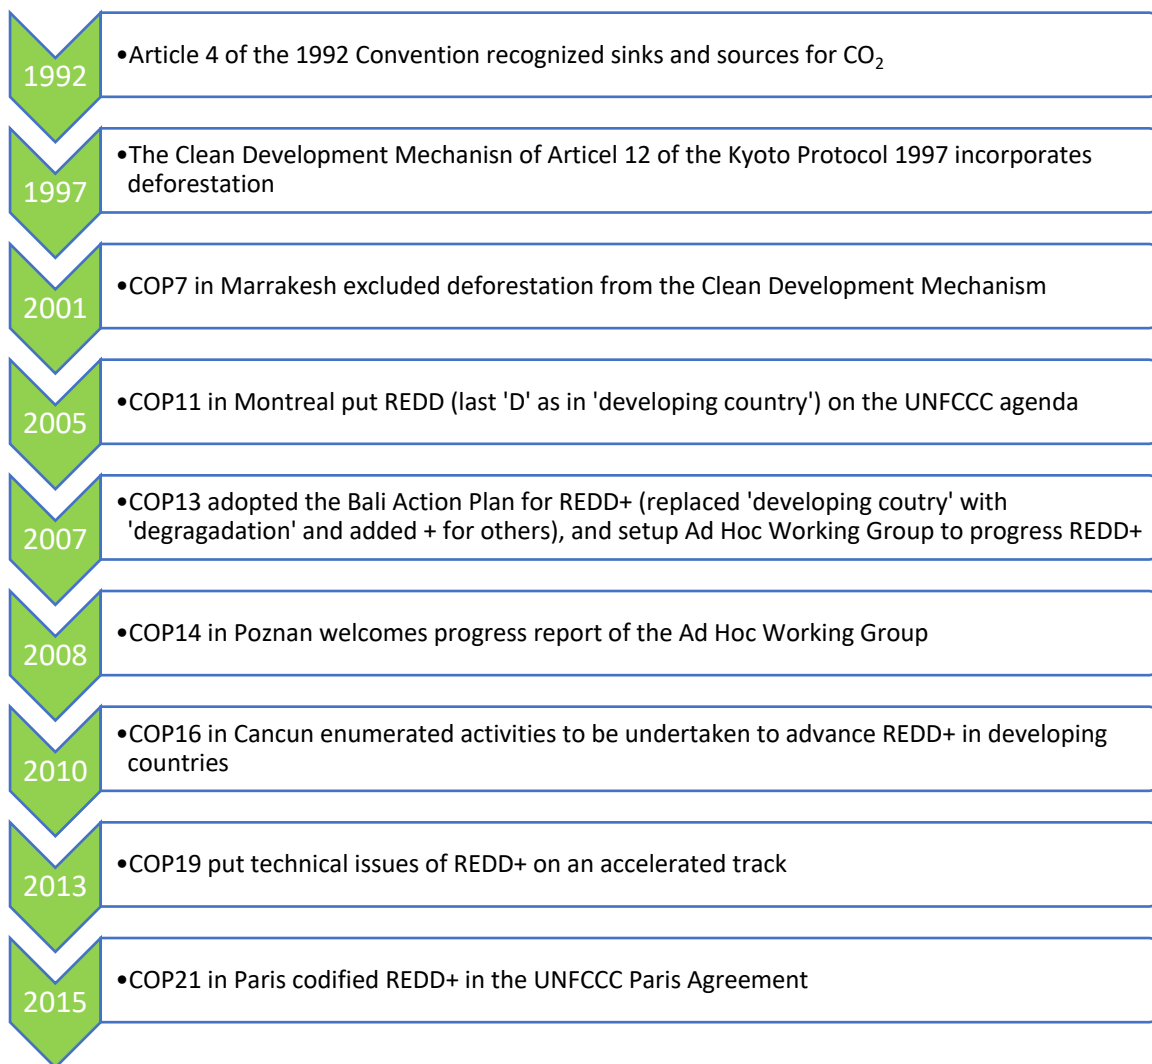 1992
•Article 4 of the 1992 Convention recognized sinks and sources for CO₂
1997
•The Clean Development Mechanisn of Articel 12 of the Kyoto Protocol 1997 incorporates
deforestation
2001
•COP7 in Marrakesh excluded deforestation from the Clean Development Mechanism
2005
•COP11 in Montreal put REDD (last 'D' as in 'developing country') on the UNFCCC agenda
2007
•COP13 adopted the Bali Action Plan for REDD+ (replaced 'developing coutry' with
'degragadation' and added + for others), and setup Ad Hoc Working Group to progress REDD+
2008
•COP14 in Poznan welcomes progress report of the Ad Hoc Working Group
2010
•COP16 in Cancun enumerated activities to be undertaken to advance REDD+ in developing
countries
2013
•COP19 put technical issues of REDD+ on an accelerated track
2015
•COP21 in Paris codified REDD+ in the UNFCCC Paris Agreement